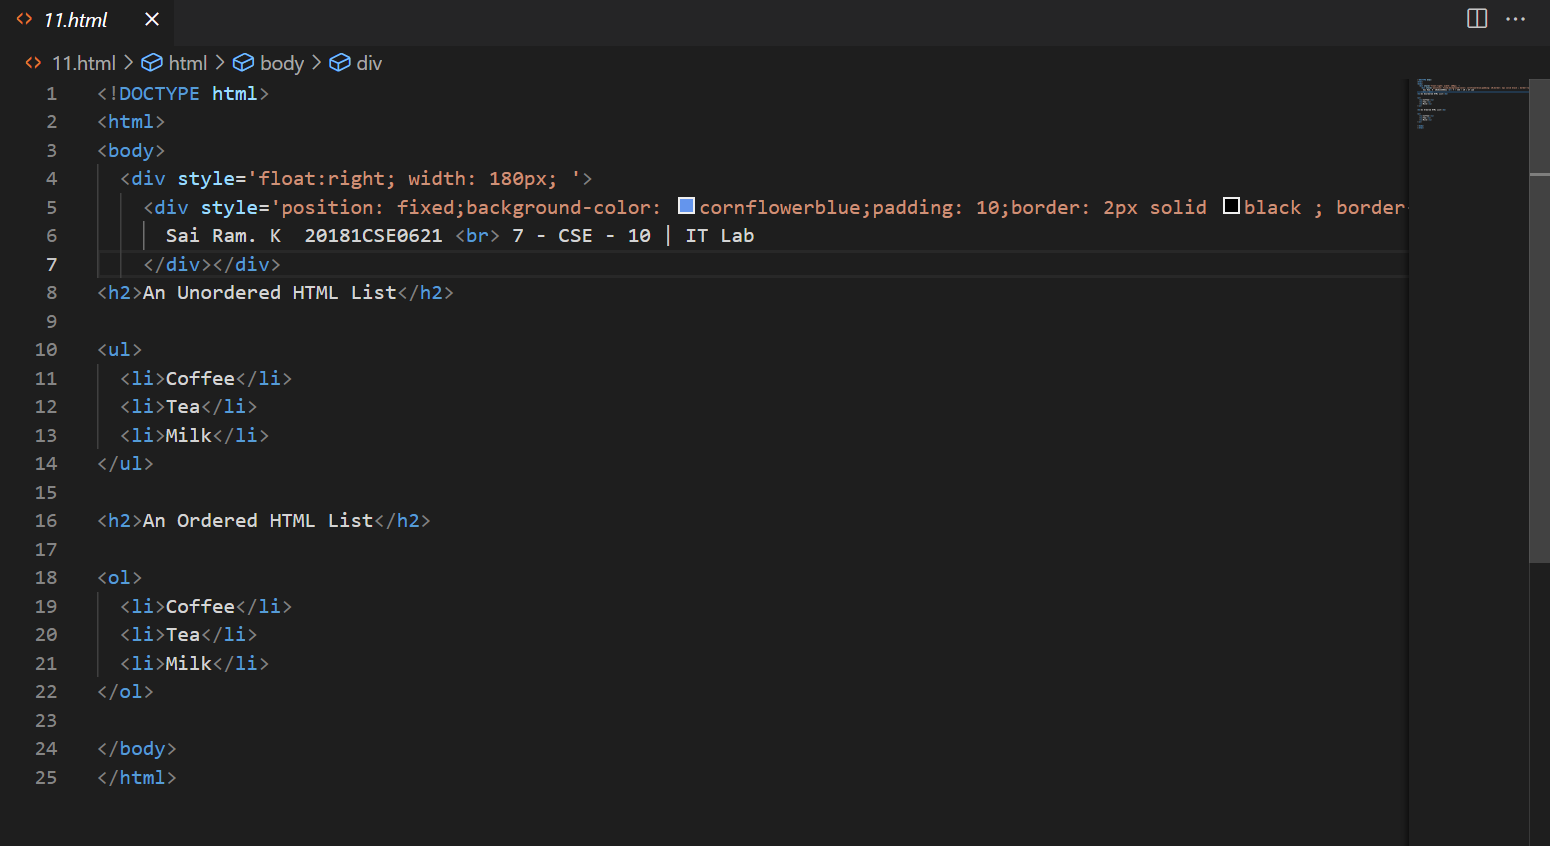 11.html
11.html > html > body > div
1 <!DOCTYPE html>
2 <html>
3 <body>
4 <div style='float:right; width: 180px; '>
5 <div style='position: fixed;background-color: cornflowerblue;padding: 10;border: 2px solid black ; border
6 Sai Ram. K  20181CSE0621 <br> 7 - CSE - 10 | IT Lab
7 </div></div>
8 <h2>An Unordered HTML List</h2>
9
10 <ul>
11 <li>Coffee</li>
12 <li>Tea</li>
13 <li>Milk</li>
14 </ul>
15
16 <h2>An Ordered HTML List</h2>
17
18 <ol>
19 <li>Coffee</li>
20 <li>Tea</li>
21 <li>Milk</li>
22 </ol>
23
24 </body>
25 </html>